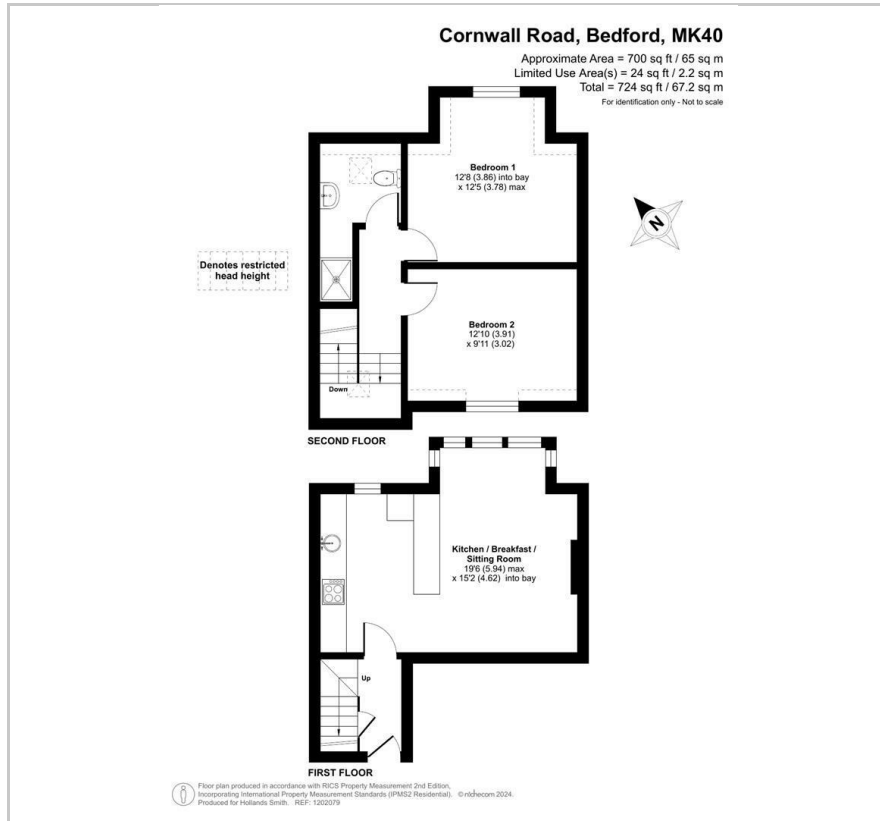 Cornwall Road, Bedford, MK40
Approximate Area = 700 sq ft / 65 sq m
Limited Use Area(s) = 24 sq ft / 2.2 sq m
Total = 724 sq ft / 67.2 sq m
For identification only - Not to scale
Bedroom 1
12'8 (3.86) into bay
x 12'5 (3.78) max
N
Denotes restricted
head height
Bedroom 2
12'10 (3.91)
x 9'11 (3.02)
Down
SECOND FLOOR
Kitchen / Breakfast /
Sitting Room
19'6 (5.94) max
x 15'2 (4.62) into bay
Up
FIRST FLOOR
Floor plan produced in accordance with RICS Property Measurement 2nd Edition,
Incorporating International Property Measurement Standards (IPMS2 Residential). © nichecom 2024.
Produced for Hollands Smith. REF: 1202079